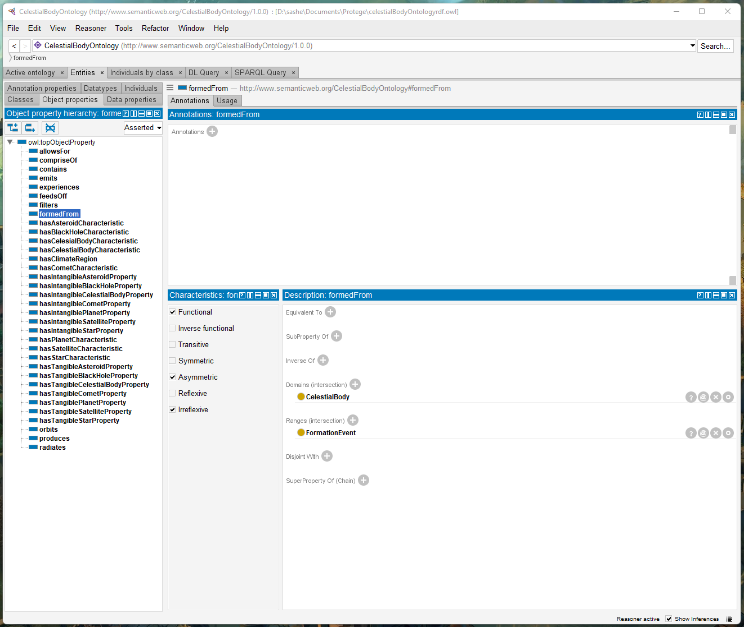 CelestialBodyOntology (http://www.semanticweb.org/CelestialBodyOntology/1.0.0) : [D:\sashe\Documents\Protege\celestialBodyOntologyrdf.owl]
File Edit View Reasoner Tools Refactor Window Help
< > CelestialBodyOntology (http://www.semanticweb.org/CelestialBodyOntology/1.0.0) Search...
formedFrom
Active ontology × Entities × Individuals by class × DL Query × SPARQL Query ×
Annotation properties Datatypes Individuals
Classes Object properties Data properties
Object property hierarchy: forme
Asserted
owl:topObjectProperty
allowsFor
compriseOf
contains
emits
experiences
feedsOff
filters
formedFrom
hasAsteroidCharacteristic
hasBlackHoleCharacteristic
hasCelesialBodyCharacteristic
hasCelestialBodyCharacteristic
hasClimateRegion
hasCometCharacteristic
hasIntangibleAsteroidProperty
hasIntangibleBlackHoleProperty
hasIntangibleCelestialBodyProperty
hasIntangibleCometProperty
hasIntangiblePlanetProperty
hasIntangibleSatelliteProperty
hasIntangibleStarProperty
hasPlanetCharacteristic
hasSatelliteCharacteristic
hasStarCharacteristic
hasTangibleAsteroidProperty
hasTangibleBlackHoleProperty
hasTangibleCelestialBodyProperty
hasTangibleCometProperty
hasTangiblePlanetProperty
hasTangibleSatelliteProperty
hasTangibleStarProperty
orbits
produces
radiates
formedFrom — http://www.semanticweb.org/CelestialBodyOntology#formedFrom
Annotations Usage
Annotations: formedFrom
Annotations
Characteristics: for
Functional
Inverse functional
Transitive
Symmetric
Asymmetric
Reflexive
Irreflexive
Description: formedFrom
Equivalent To
SubProperty Of
Inverse Of
Domains (intersection)
CelestialBody
Ranges (intersection)
FormationEvent
Disjoint With
SuperProperty Of (Chain)
Reasoner active Show Inferences